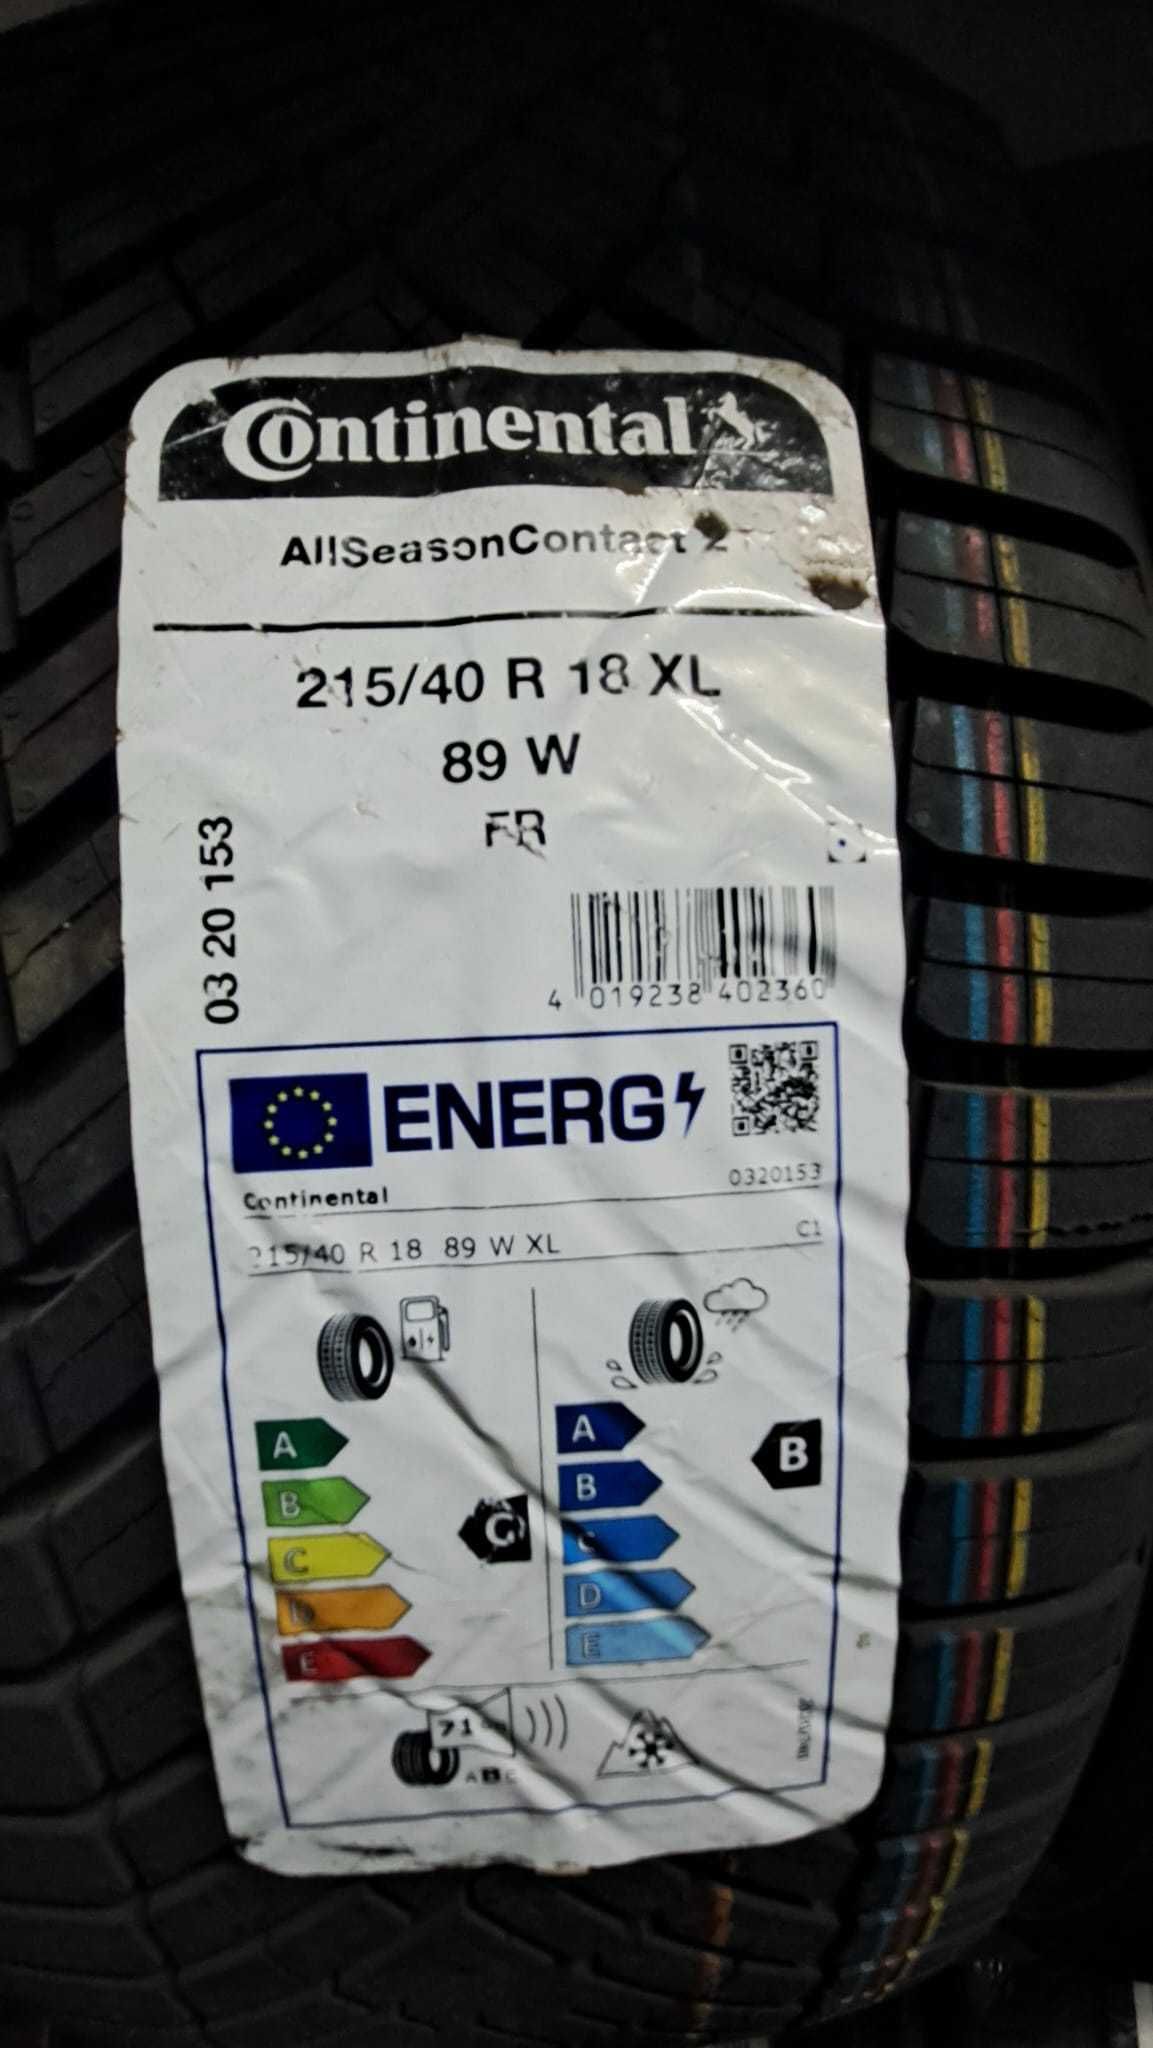 Continental
AllSeasonContact 2
215/40 R 18 XL
89 W
FR
03 20 153
4 019238 402360
ENERG
Continental
0320153
215/40 R 18 89 W XL
C1
A
B
C
D
E
C
A
B
C
D
E
B
71 dB
ABC